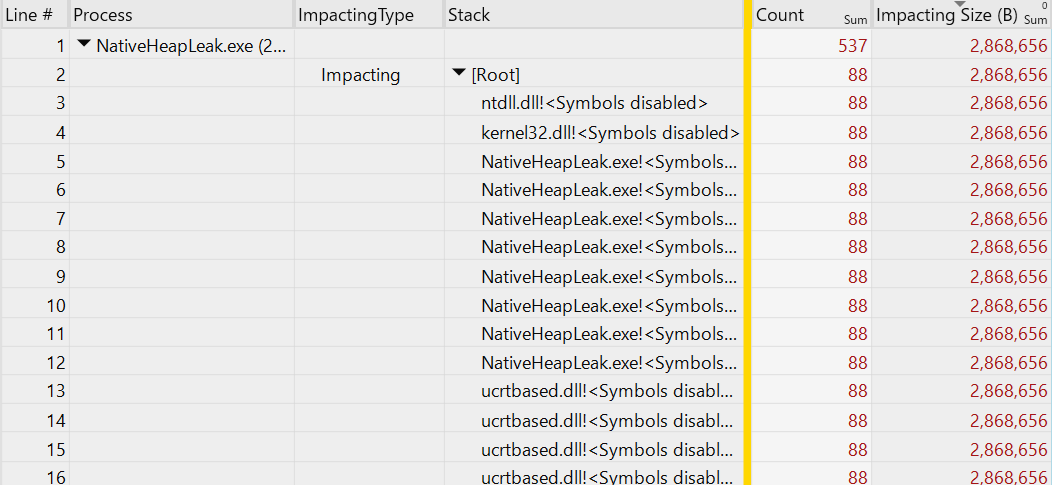 Line # Process ImpactingType Stack Count Sum Impacting Size (B) 0 Sum
1 NativeHeapLeak.exe (2... 537 2,868,656
2 Impacting [Root] 88 2,868,656
3 ntdll.dll!<Symbols disabled> 88 2,868,656
4 kernel32.dll!<Symbols disabled> 88 2,868,656
5 NativeHeapLeak.exe!<Symbols... 88 2,868,656
6 NativeHeapLeak.exe!<Symbols... 88 2,868,656
7 NativeHeapLeak.exe!<Symbols... 88 2,868,656
8 NativeHeapLeak.exe!<Symbols... 88 2,868,656
9 NativeHeapLeak.exe!<Symbols... 88 2,868,656
10 NativeHeapLeak.exe!<Symbols... 88 2,868,656
11 NativeHeapLeak.exe!<Symbols... 88 2,868,656
12 NativeHeapLeak.exe!<Symbols... 88 2,868,656
13 ucrtbased.dll!<Symbols disabl... 88 2,868,656
14 ucrtbased.dll!<Symbols disabl... 88 2,868,656
15 ucrtbased.dll!<Symbols disabl... 88 2,868,656
16 ucrtbased.dll!<Symbols disabl... 88 2,868,656